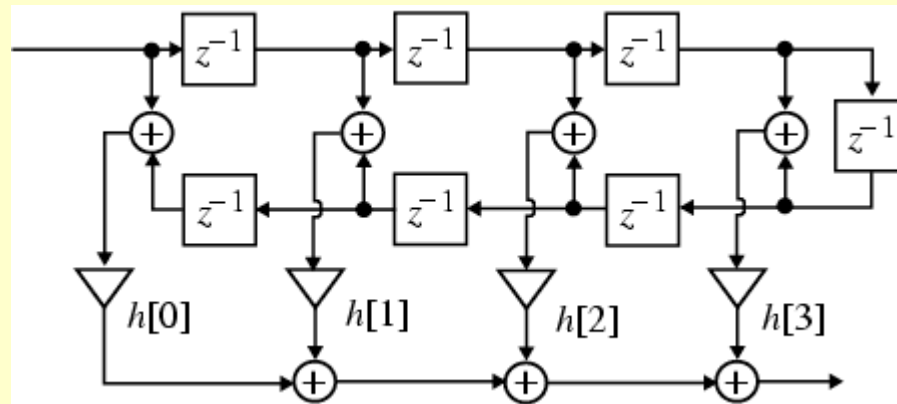 z⁻¹ z⁻¹ z⁻¹
+ + + + z⁻¹
z⁻¹ z⁻¹ z⁻¹
h[0] h[1] h[2] h[3]
+ + +